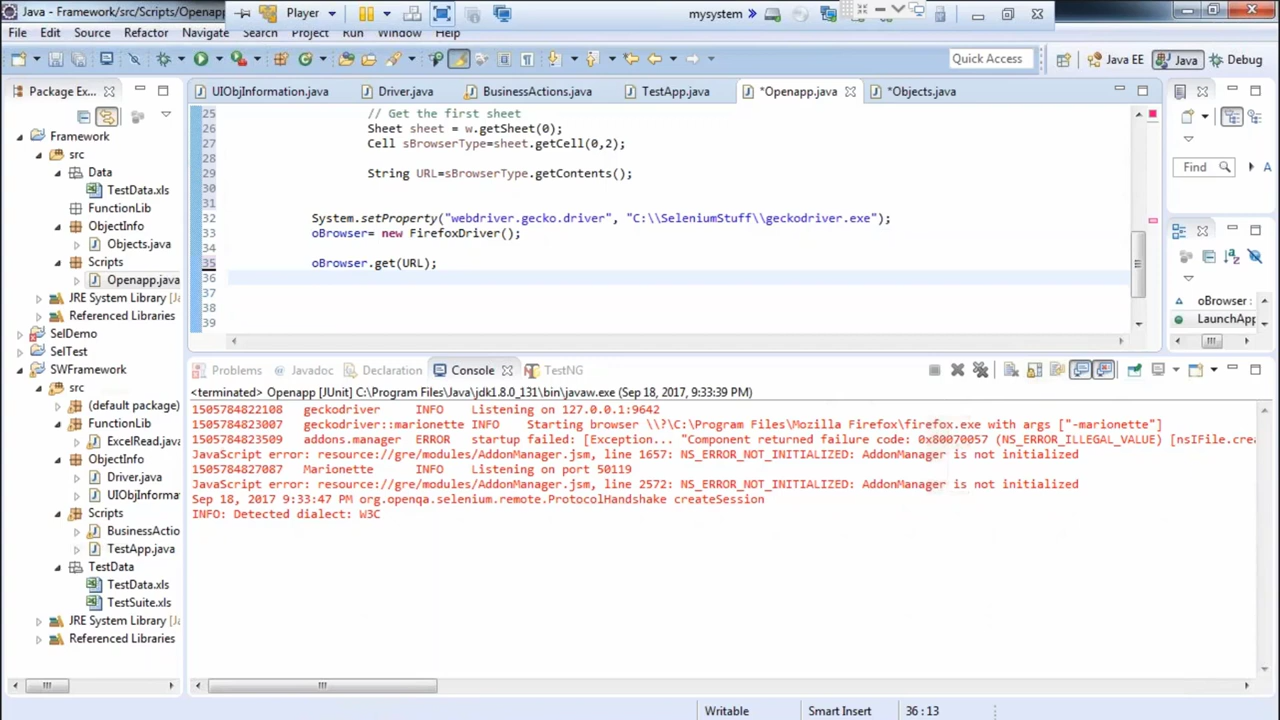 Java - Framework/src/Scripts/Openapp
Player
mysystem
File Edit Source Refactor Navigate Search Project Run Window Help
Quick Access
Java EE
Java
Debug
Package Ex...
UIObjInformation.java
Driver.java
BusinessActions.java
TestApp.java
*Openapp.java
*Objects.java
Framework
src
Data
TestData.xls
FunctionLib
ObjectInfo
Objects.java
Scripts
Openapp.java
JRE System Library [
Referenced Libraries
SelDemo
SelTest
SWFramework
src
(default package)
FunctionLib
ExcelRead.java
ObjectInfo
Driver.java
UIObjInforma
Scripts
BusinessActio
TestApp.java
TestData
TestData.xls
TestSuite.xls
JRE System Library [
Referenced Libraries
25 // Get the first sheet
26 Sheet sheet = w.getSheet(0);
27 Cell sBrowserType=sheet.getCell(0,2);
28
29 String URL=sBrowserType.getContents();
30
31
32 System.setProperty("webdriver.gecko.driver", "C:\\SeleniumStuff\\geckodriver.exe");
33 oBrowser= new FirefoxDriver();
34
35 oBrowser.get(URL);
36
37
38
39
Find
A
oBrowser :
LaunchApp
Problems
Javadoc
Declaration
Console
TestNG
<terminated> Openapp [JUnit] C:\Program Files\Java\jdk1.8.0_131\bin\javaw.exe (Sep 18, 2017, 9:33:39 PM)
1505784822108 geckodriver INFO Listening on 127.0.0.1:9642
1505784823007 geckodriver::marionette INFO Starting browser \\?\C:\Program Files\Mozilla Firefox\firefox.exe with args ["-marionette"]
1505784823509 addons.manager ERROR startup failed: [Exception... "Component returned failure code: 0x80070057 (NS_ERROR_ILLEGAL_VALUE) [nsIFile.crea
JavaScript error: resource://gre/modules/AddonManager.jsm, line 1657: NS_ERROR_NOT_INITIALIZED: AddonManager is not initialized
1505784827087 Marionette INFO Listening on port 50119
JavaScript error: resource://gre/modules/AddonManager.jsm, line 2572: NS_ERROR_NOT_INITIALIZED: AddonManager is not initialized
Sep 18, 2017 9:33:47 PM org.openqa.selenium.remote.ProtocolHandshake createSession
INFO: Detected dialect: W3C
Writable
Smart Insert
36 : 13